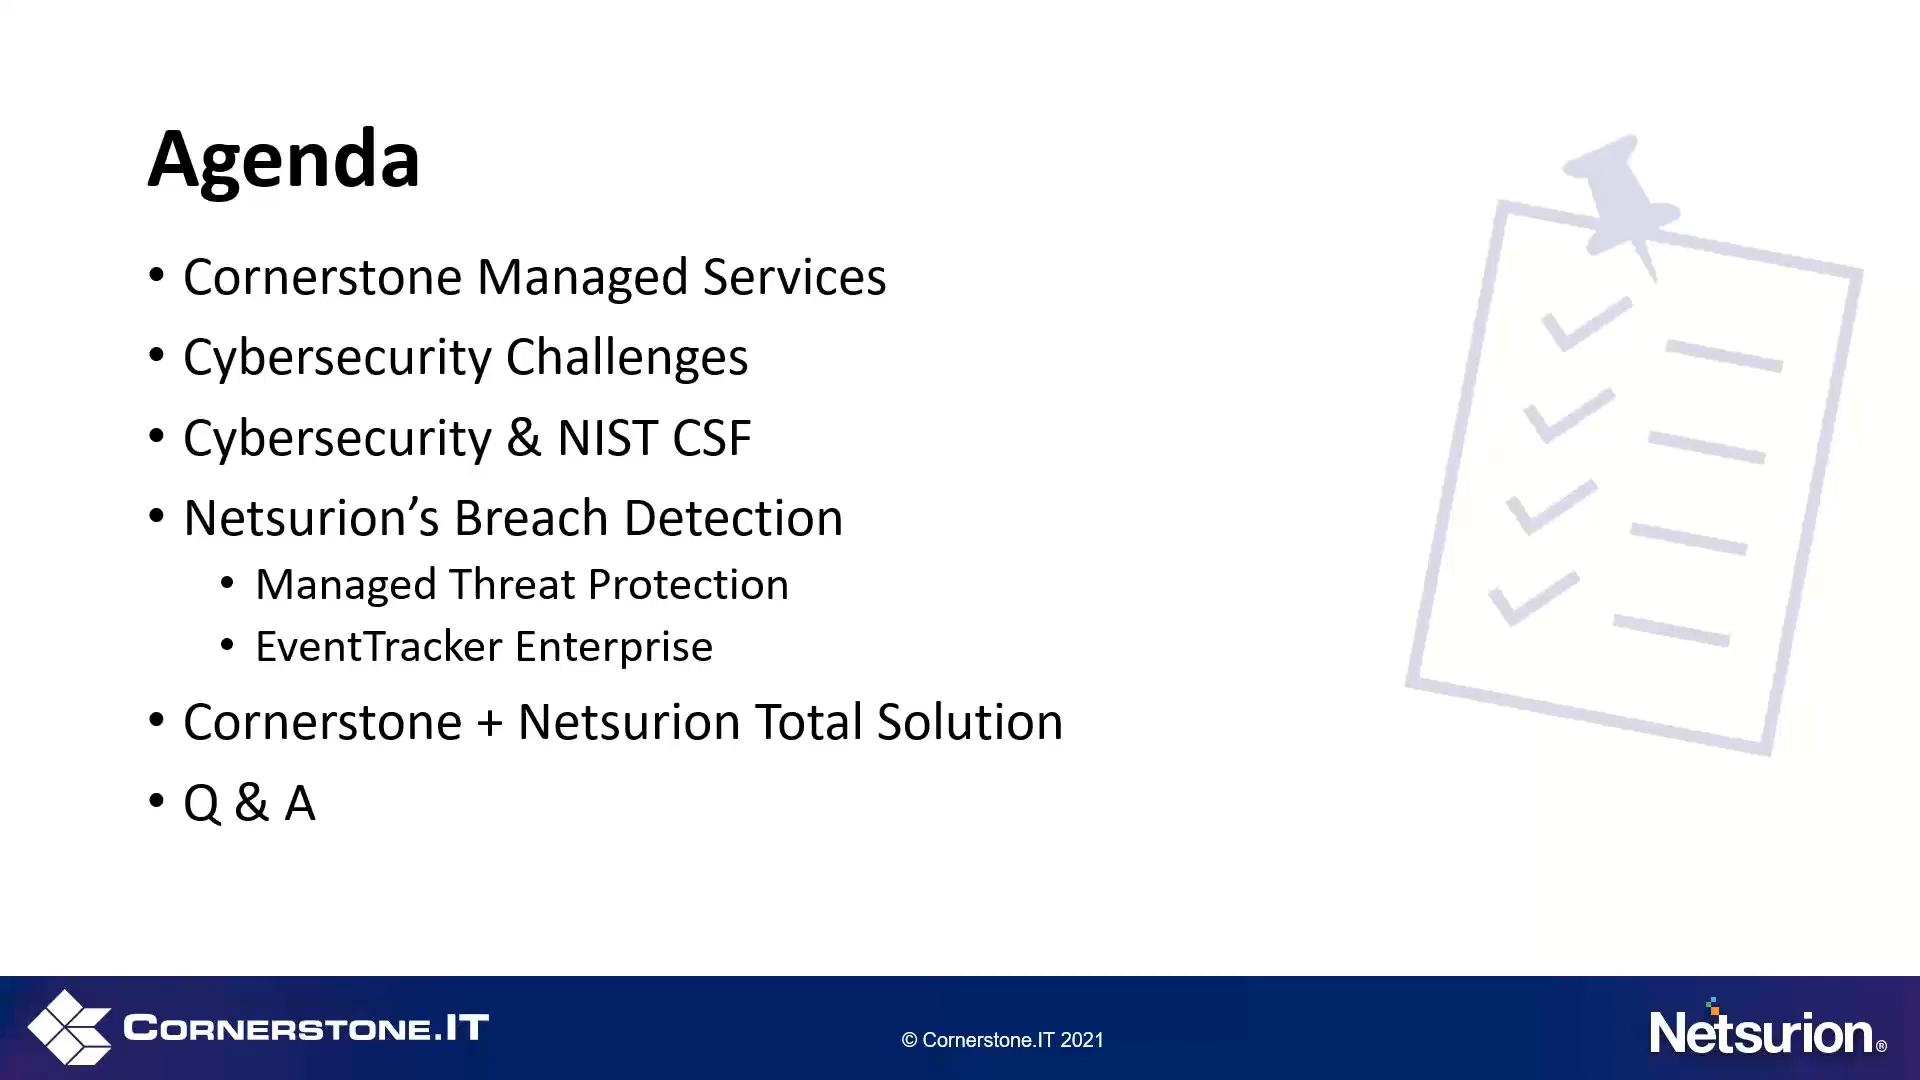 Agenda
• Cornerstone Managed Services
• Cybersecurity Challenges
• Cybersecurity & NIST CSF
• Netsurion’s Breach Detection
• Managed Threat Protection
• EventTracker Enterprise
• Cornerstone + Netsurion Total Solution
• Q & A
CORNERSTONE.IT
© Cornerstone.IT 2021
Netsurion®